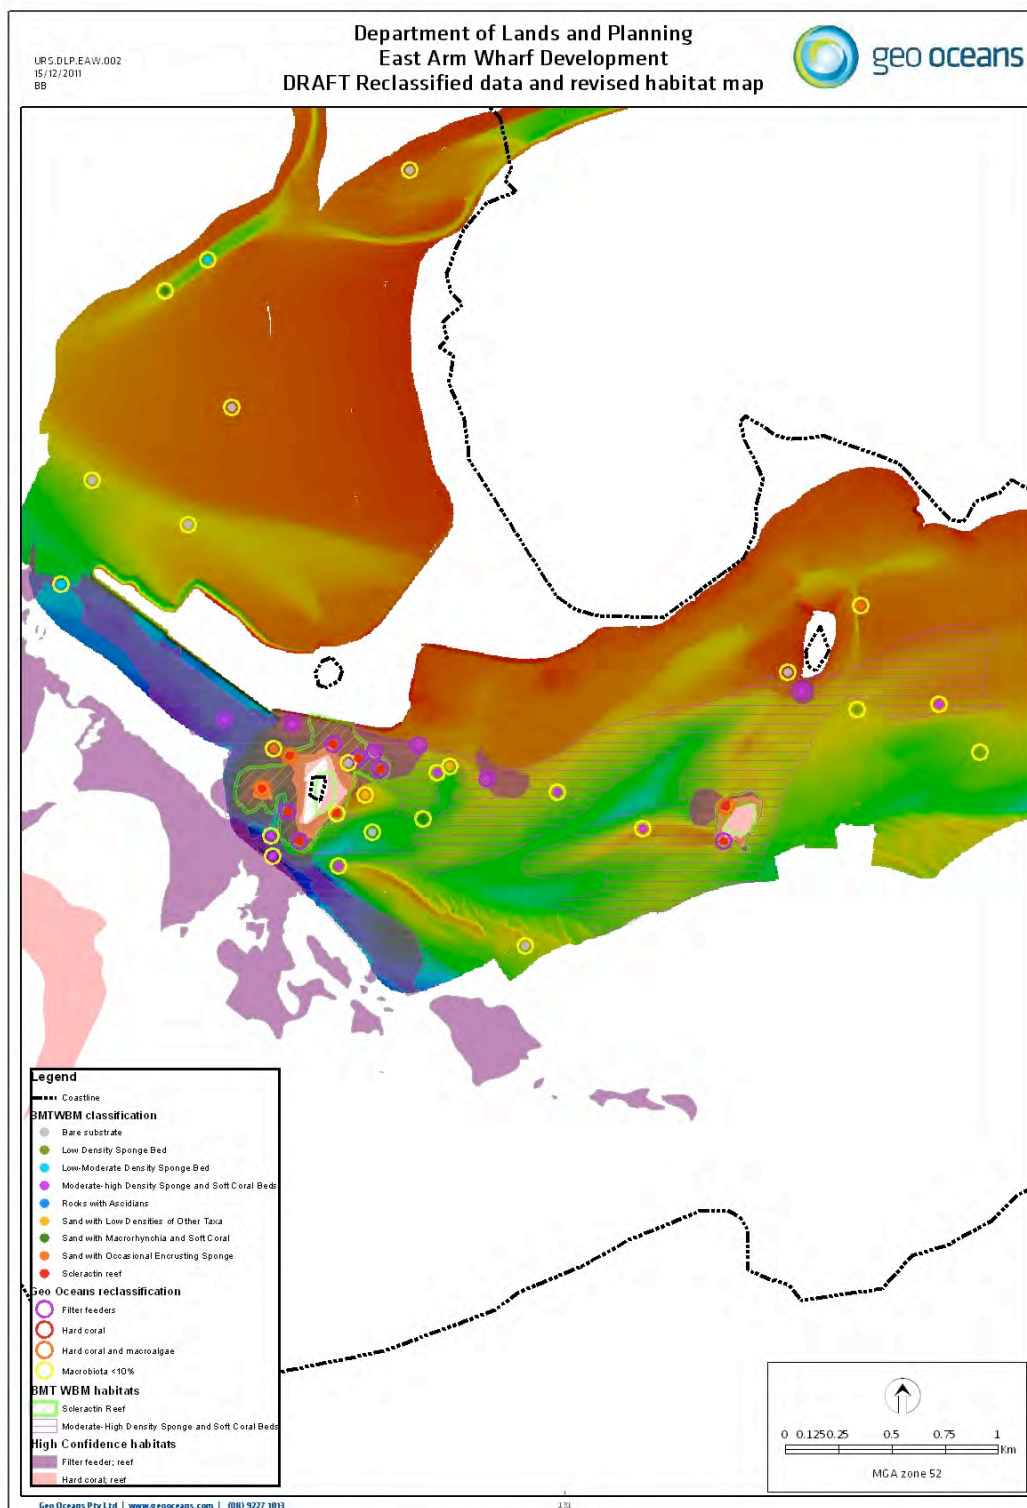 URS.DLP.EAW.002
15/12/2011
BB
Department of Lands and Planning
East Arm Wharf Development
DRAFT Reclassified data and revised habitat map
geo oceans
Legend
Coastline
BMTWBM classification
Bare substrate
Low Density Sponge Bed
Low-Moderate Density Sponge Bed
Moderate-high Density Sponge and Soft Coral Beds
Rocks with Ascidians
Sand with Low Densities of Other Taxa
Sand with Macrorhynchia and Soft Coral
Sand with Occasional Encrusting Sponge
Scleractin reef
Geo Oceans reclassification
Filter feeders
Hard coral
Hard coral and macroalgae
Macrobiota <10%
BMT WBM habitats
Scleractin Reef
Moderate-High Density Sponge and Soft Coral Beds
High Confidence habitats
Filter feeder; reef
Hard coral; reef
0 0.125 0.25 0.5 0.75 1
Km
MGA zone 52
Geo Oceans Pty Ltd | www.geooceans.com | (08) 9227 1013
131